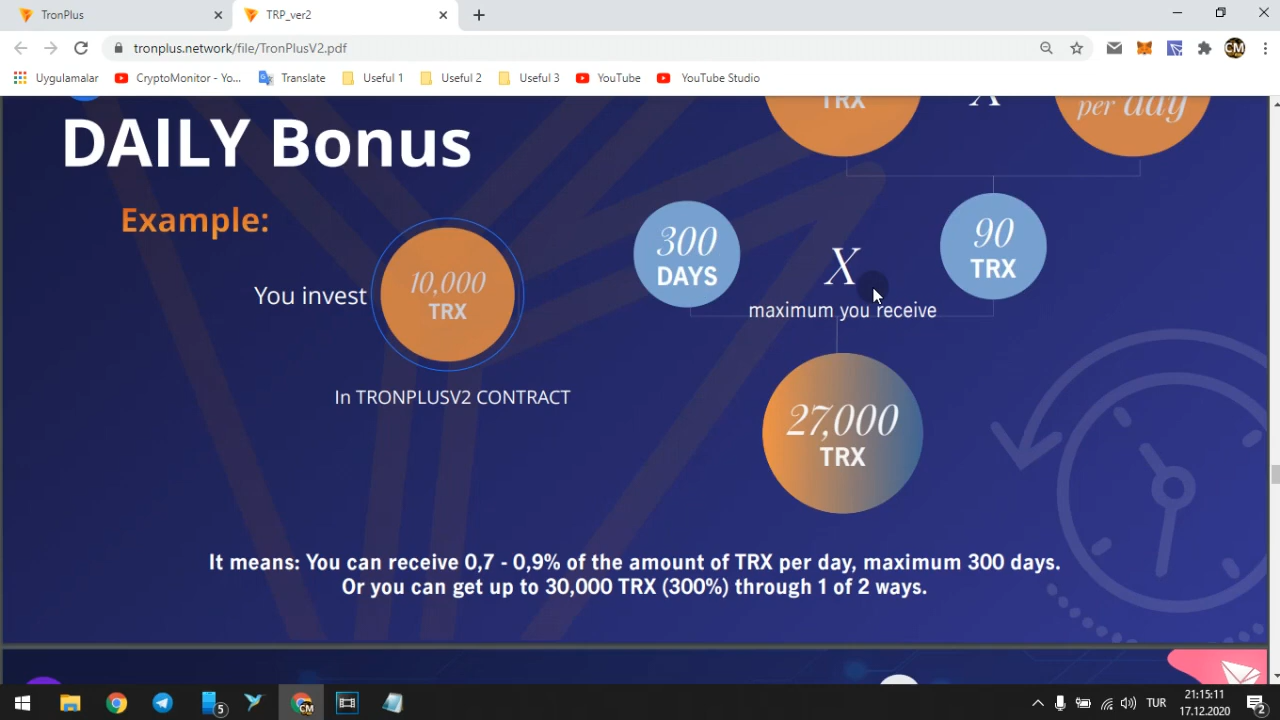 TronPlus
TRP_ver2
tronplus.network/file/TronPlusV2.pdf
CM
Uygulamalar
CryptoMonitor - Yo...
Translate
Useful 1
Useful 2
Useful 3
YouTube
YouTube Studio
TRX
X
per day
DAILY Bonus
Example:
You invest
10,000
TRX
In TRONPLUSV2 CONTRACT
300
DAYS
X
90
TRX
maximum you receive
27,000
TRX
It means: You can receive 0,7 - 0,9% of the amount of TRX per day, maximum 300 days.
Or you can get up to 30,000 TRX (300%) through 1 of 2 ways.
5
CM
TUR
21:15:11
17.12.2020
2